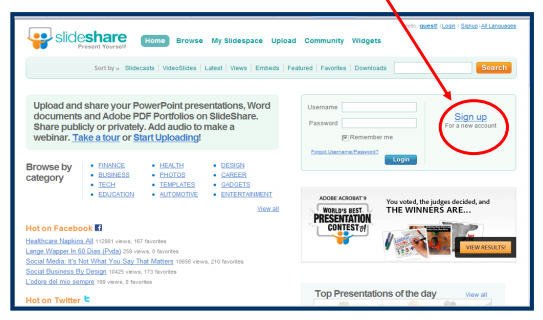 Hello, guest! (Login / Signup) All Languages
slideshare
Present Yourself
Home Browse My Slidespace Upload Community Widgets
Sort by » Slidecasts | VideoSlides | Latest | Views | Embeds | Featured | Favorites | Downloads Search
Upload and share your PowerPoint presentations, Word
documents and Adobe PDF Portfolios on SlideShare.
Share publicly or privately. Add audio to make a
webinar. Take a tour or Start Uploading!
Username
Password
Remember me
Forgot Username/Password?
Login
Sign up
For a new account
Browse by
category
• FINANCE • HEALTH • DESIGN
• BUSINESS • PHOTOS • CAREER
• TECH • TEMPLATES • GADGETS
• EDUCATION • AUTOMOTIVE • ENTERTAINMENT
View all
ADOBE ACROBAT 9
WORLD'S BEST
PRESENTATION
CONTEST
You voted, the judges decided, and
THE WINNERS ARE...
VIEW RESULTS!
Hot on Facebook
Healthcare Napkins All 112981 views, 167 favorites
Lange Wapper In 60 Dias (Pvda) 259 views, 0 favorites
Social Media: It's Not What You Say That Matters 10658 views, 210 favorites
Social Business By Design 10425 views, 173 favorites
L'odore del mio sempre 199 views, 0 favorites
Hot on Twitter
Top Presentations of the day View all